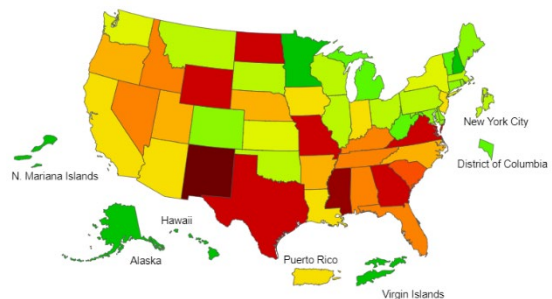 New York City
District of Columbia
N. Mariana Islands
Hawaii
Alaska
Puerto Rico
Virgin Islands